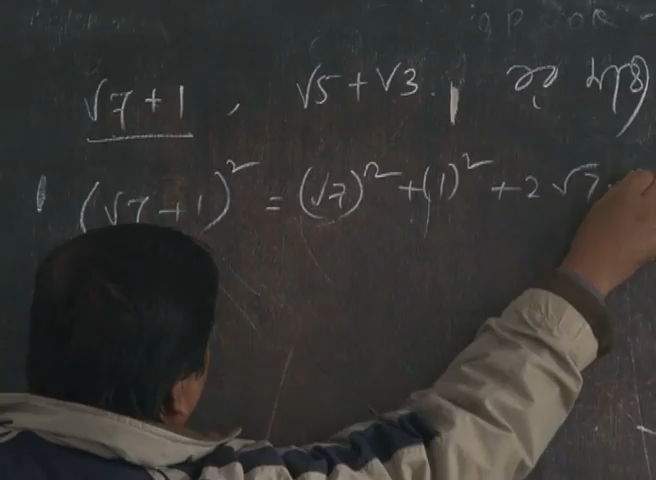 √7 + 1 , √5 + √3 .
(√7 + 1)² = (√7)² + (1)² + 2 √7